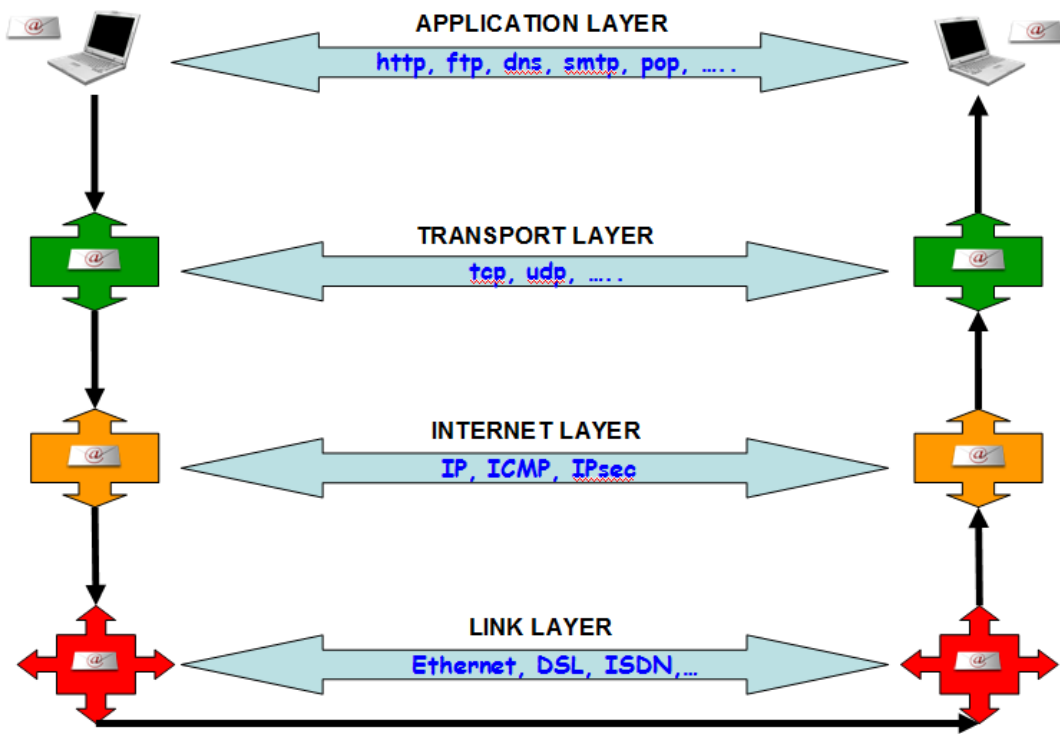 APPLICATION LAYER
http, ftp, dns, smtp, pop, .....
TRANSPORT LAYER
tcp, udp, .....
INTERNET LAYER
IP, ICMP, IPsec
LINK LAYER
Ethernet, DSL, ISDN,...
@
@
@
@
@
@
@
@